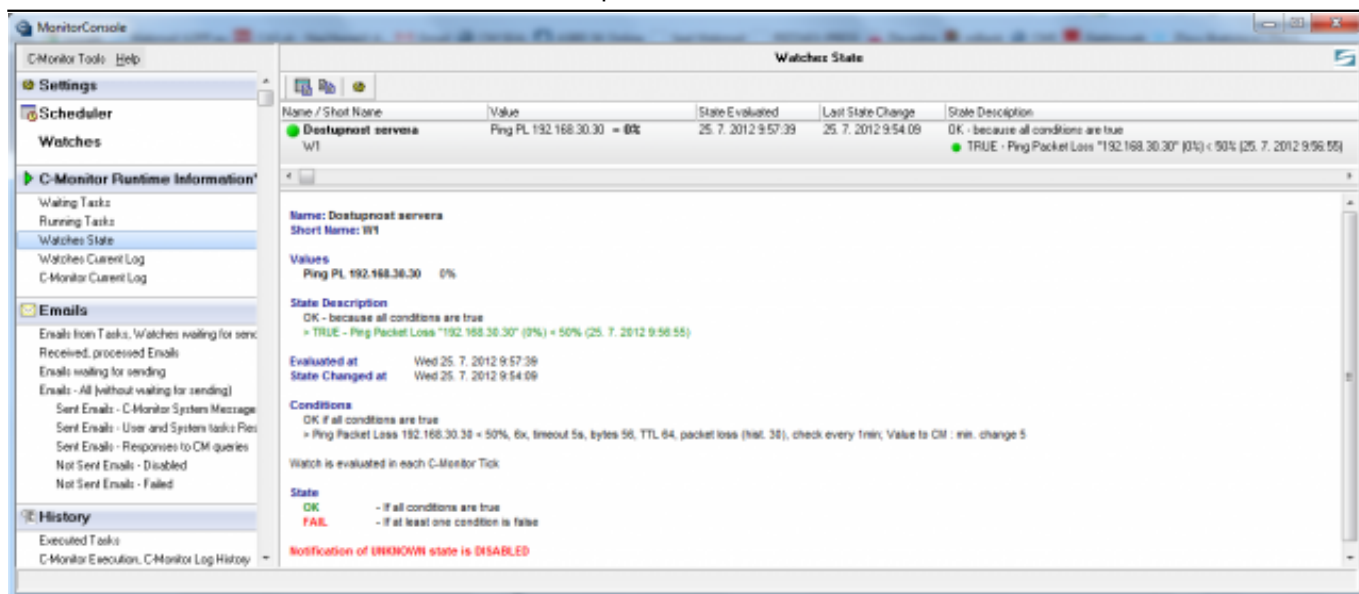 MonitorConsole
C-Monitor Tools Help
Watches State
Settings
Scheduler
Watches
C-Monitor Runtime Information
Waiting Tasks
Running Tasks
Watches State
Watches Current Log
C-Monitor Current Log
Emails
Emails from Tasks, Watches waiting for senc
Received, processed Emails
Emails waiting for sending
Emails - All (without waiting for sending)
Sent Emails - C-Monitor System Message
Sent Emails - User and System tasks Res
Sent Emails - Responses to CM queries
Not Sent Emails - Disabled
Not Sent Emails - Failed
History
Executed Tasks
C-Monitor Execution, C-Monitor Log History
Name / Short Name Value State Evaluated Last State Change State Description
Dostupnost servera Ping PL 192.168.30.30 = 0% 25. 7. 2012 9:57:39 25. 7. 2012 9:54:09 OK - because all conditions are true
W1 TRUE - Ping Packet Loss "192.168.30.30" (0%) < 50% (25. 7. 2012 9:56:55)
Name: Dostupnost servera
Short Name: W1
Values
Ping PL 192.168.30.30 0%
State Description
OK - because all conditions are true
> TRUE - Ping Packet Loss "192.168.30.30" (0%) < 50% (25. 7. 2012 9:56:55)
Evaluated at Wed 25. 7. 2012 9:57:39
State Changed at Wed 25. 7. 2012 9:54:09
Conditions
OK if all conditions are true
> Ping Packet Loss 192.168.30.30 < 50%, 6x, timeout 5s, bytes 56, TTL 64, packet loss (hist. 30), check every 1min; Value to CM : min. change 5
Watch is evaluated in each C-Monitor Tick
State
OK - If all conditions are true
FAIL - If at least one condition is false
Notification of UNKNOWN state is DISABLED